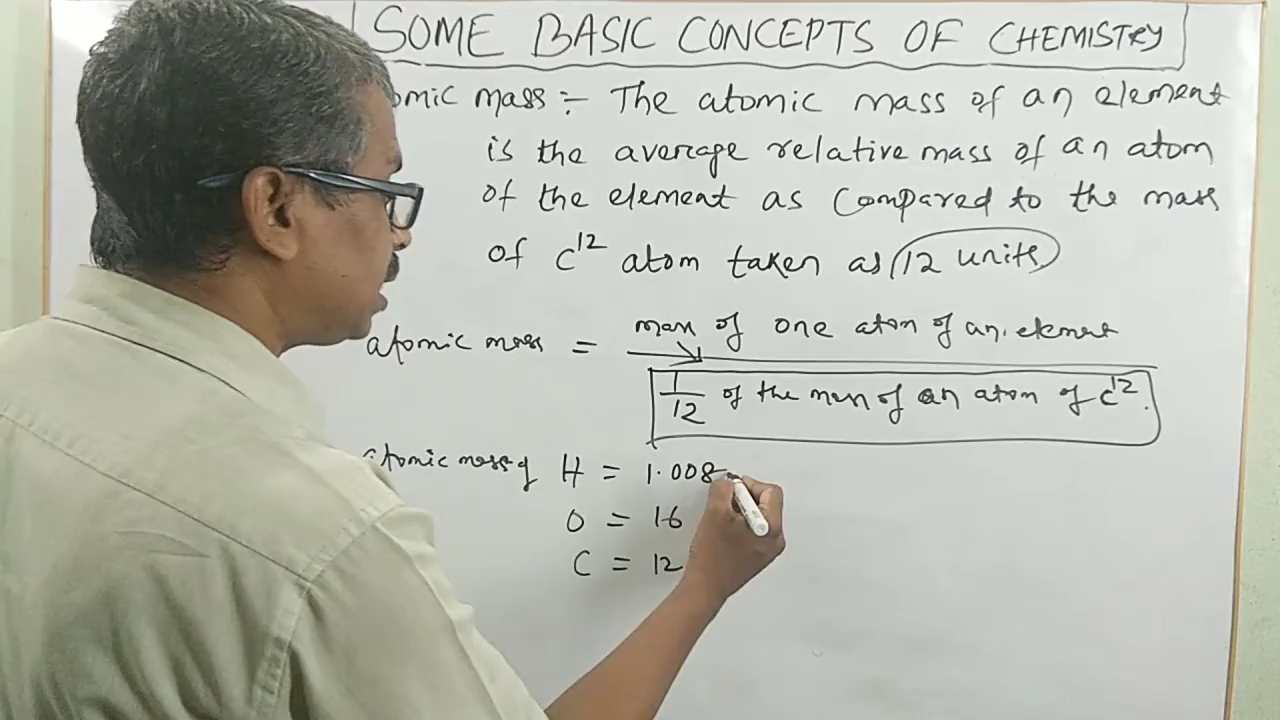 SOME BASIC CONCEPTS OF CHEMISTRY
omic mass :- The atomic mass of an element
is the average relative mass of an atom
of the element as compared to the mass
of C12 atom taken as 12 units
atomic mass = mass of one atom of an element
1/12 of the mass of an atom of C12.
atomic mass of H = 1.008
O = 16
C = 12